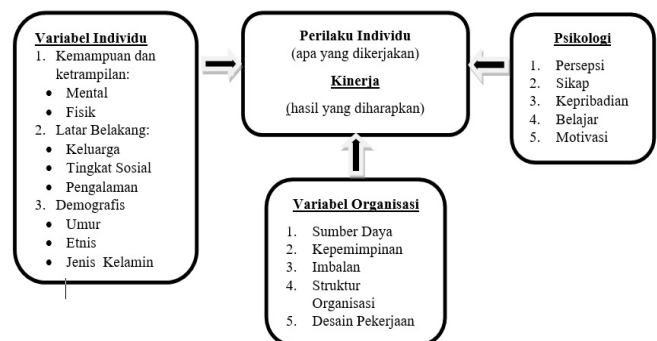 Variabel Individu
1. Kemampuan dan
ketrampilan:
• Mental
• Fisik
2. Latar Belakang:
• Keluarga
• Tingkat Sosial
• Pengalaman
3. Demografis
• Umur
• Etnis
• Jenis Kelamin
Perilaku Individu
(apa yang dikerjakan)
Kinerja
(hasil yang diharapkan)
Psikologi
1. Persepsi
2. Sikap
3. Kepribadian
4. Belajar
5. Motivasi
Variabel Organisasi
1. Sumber Daya
2. Kepemimpinan
3. Imbalan
4. Struktur
Organisasi
5. Desain Pekerjaan